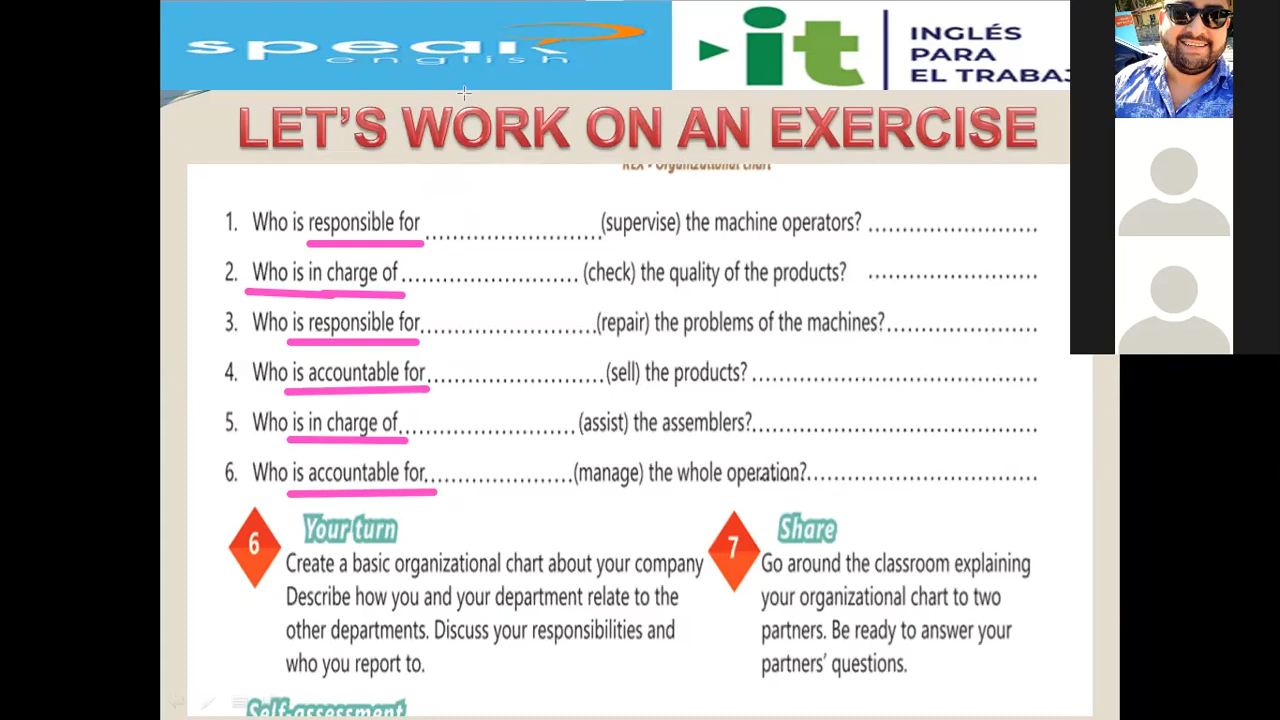 speak
english
it
INGLÉS
PARA
EL TRABAJ
LET'S WORK ON AN EXERCISE
REX - Organizational chart
1. Who is responsible for ........................... (supervise) the machine operators? ..........................
2. Who is in charge of ........................... (check) the quality of the products? ..........................
3. Who is responsible for ........................... (repair) the problems of the machines? .......................
4. Who is accountable for ........................... (sell) the products? ............................................
5. Who is in charge of ........................... (assist) the assemblers? ............................................
6. Who is accountable for ....................... (manage) the whole operation? ...................................
6 Your turn
Create a basic organizational chart about your company
Describe how you and your department relate to the
other departments. Discuss your responsibilities and
who you report to.
7 Share
Go around the classroom explaining
your organizational chart to two
partners. Be ready to answer your
partners' questions.
Self-assessment